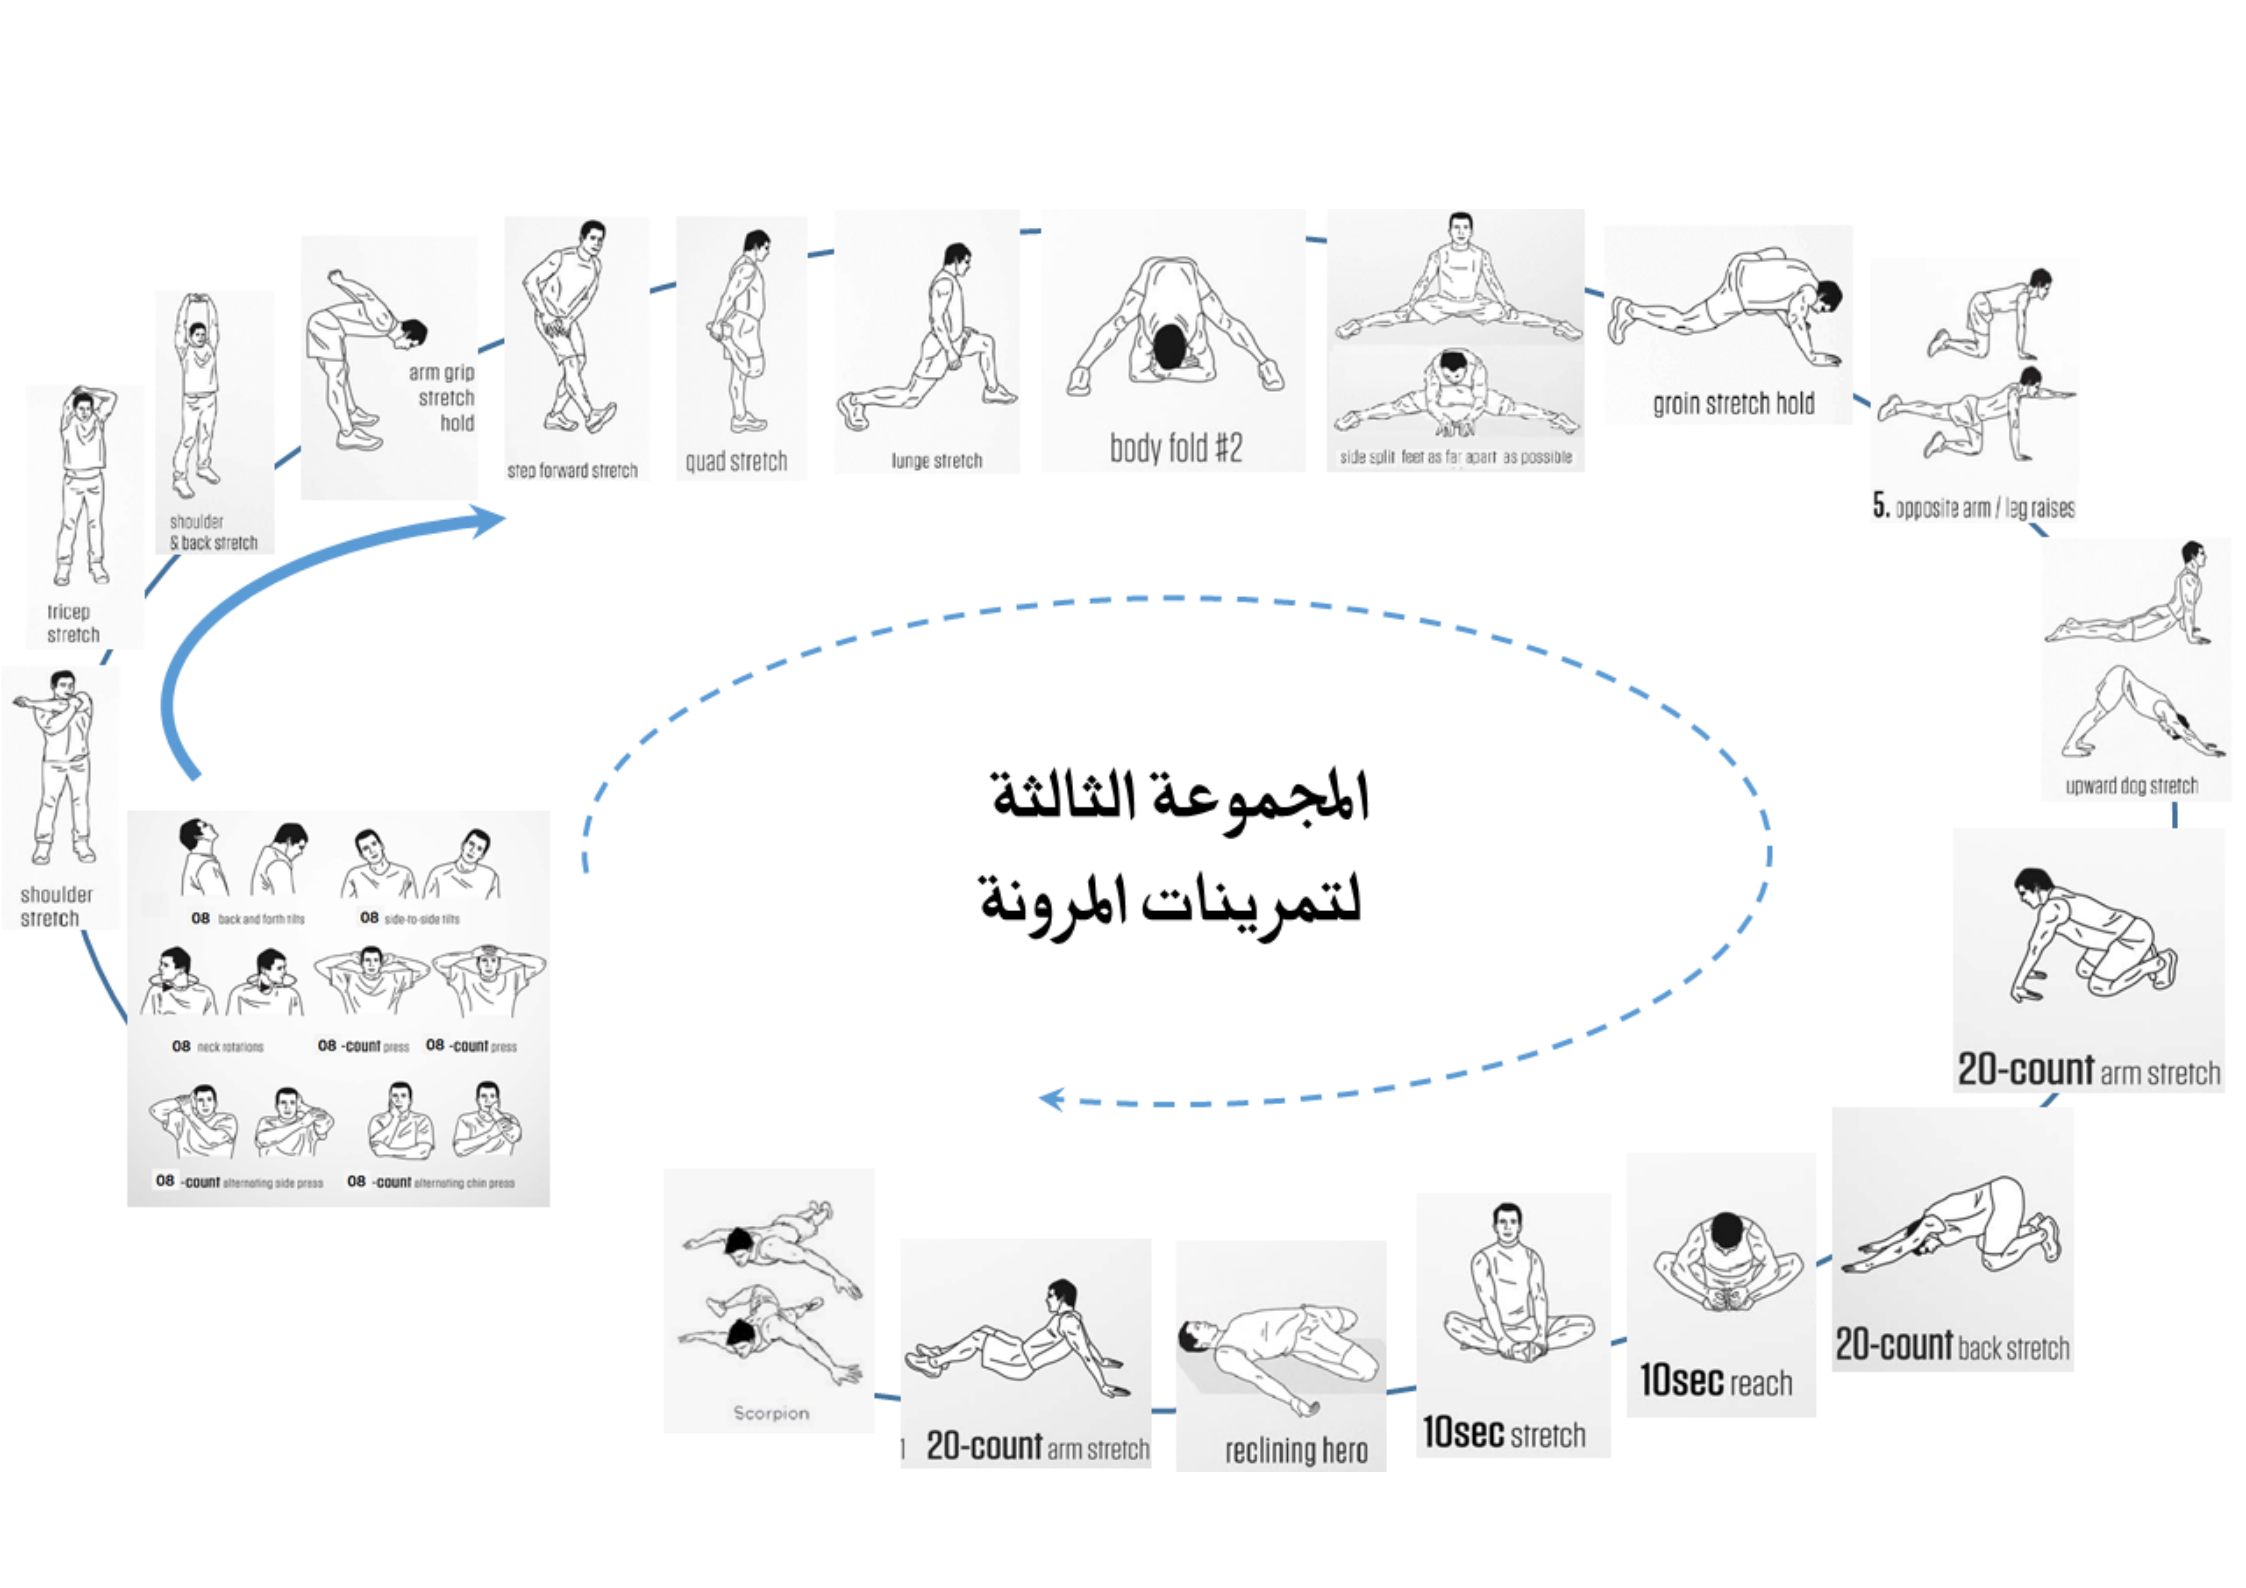 08 back and forth tilts
08 side-to-side tilts
08 neck rotations
08 -count press
08 -count press
08 -count alternating side press
08 -count alternating chin press
shoulder
stretch
tricep
stretch
shoulder
& back stretch
arm grip
stretch
hold
step forward stretch
quad stretch
lunge stretch
body fold #2
side split feet as far apart as possible
groin stretch hold
5. opposite arm / leg raises
upward dog stretch
20-count arm stretch
20-count back stretch
10sec reach
10sec stretch
reclining hero
20-count arm stretch
Scorpion
المجموعة الثالثة
لتمرينات المرونة